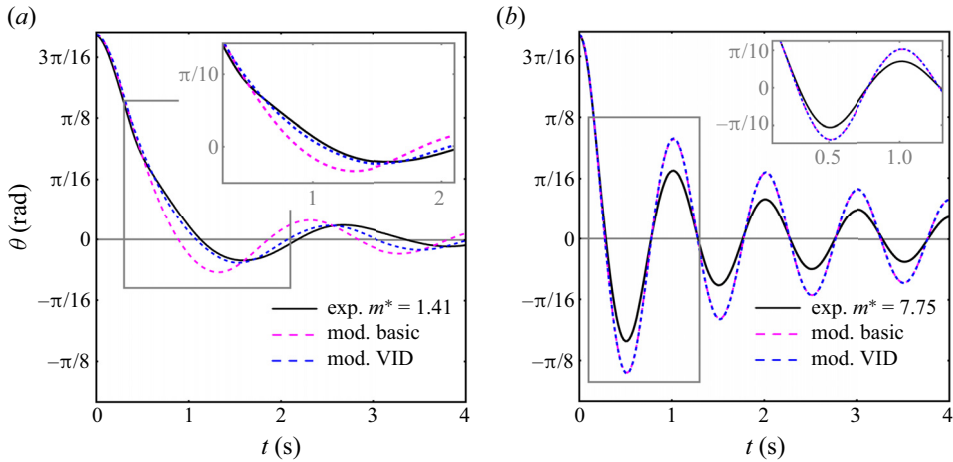 (a)
3π/16
π/8
π/16
0
−π/16
−π/8
θ (rad)
0
1
2
3
4
t (s)
π/10
0
1
2
exp. m* = 1.41
mod. basic
mod. VID
(b)
3π/16
π/8
π/16
0
−π/16
−π/8
0
1
2
3
4
t (s)
π/10
0
−π/10
0.5
1.0
exp. m* = 7.75
mod. basic
mod. VID